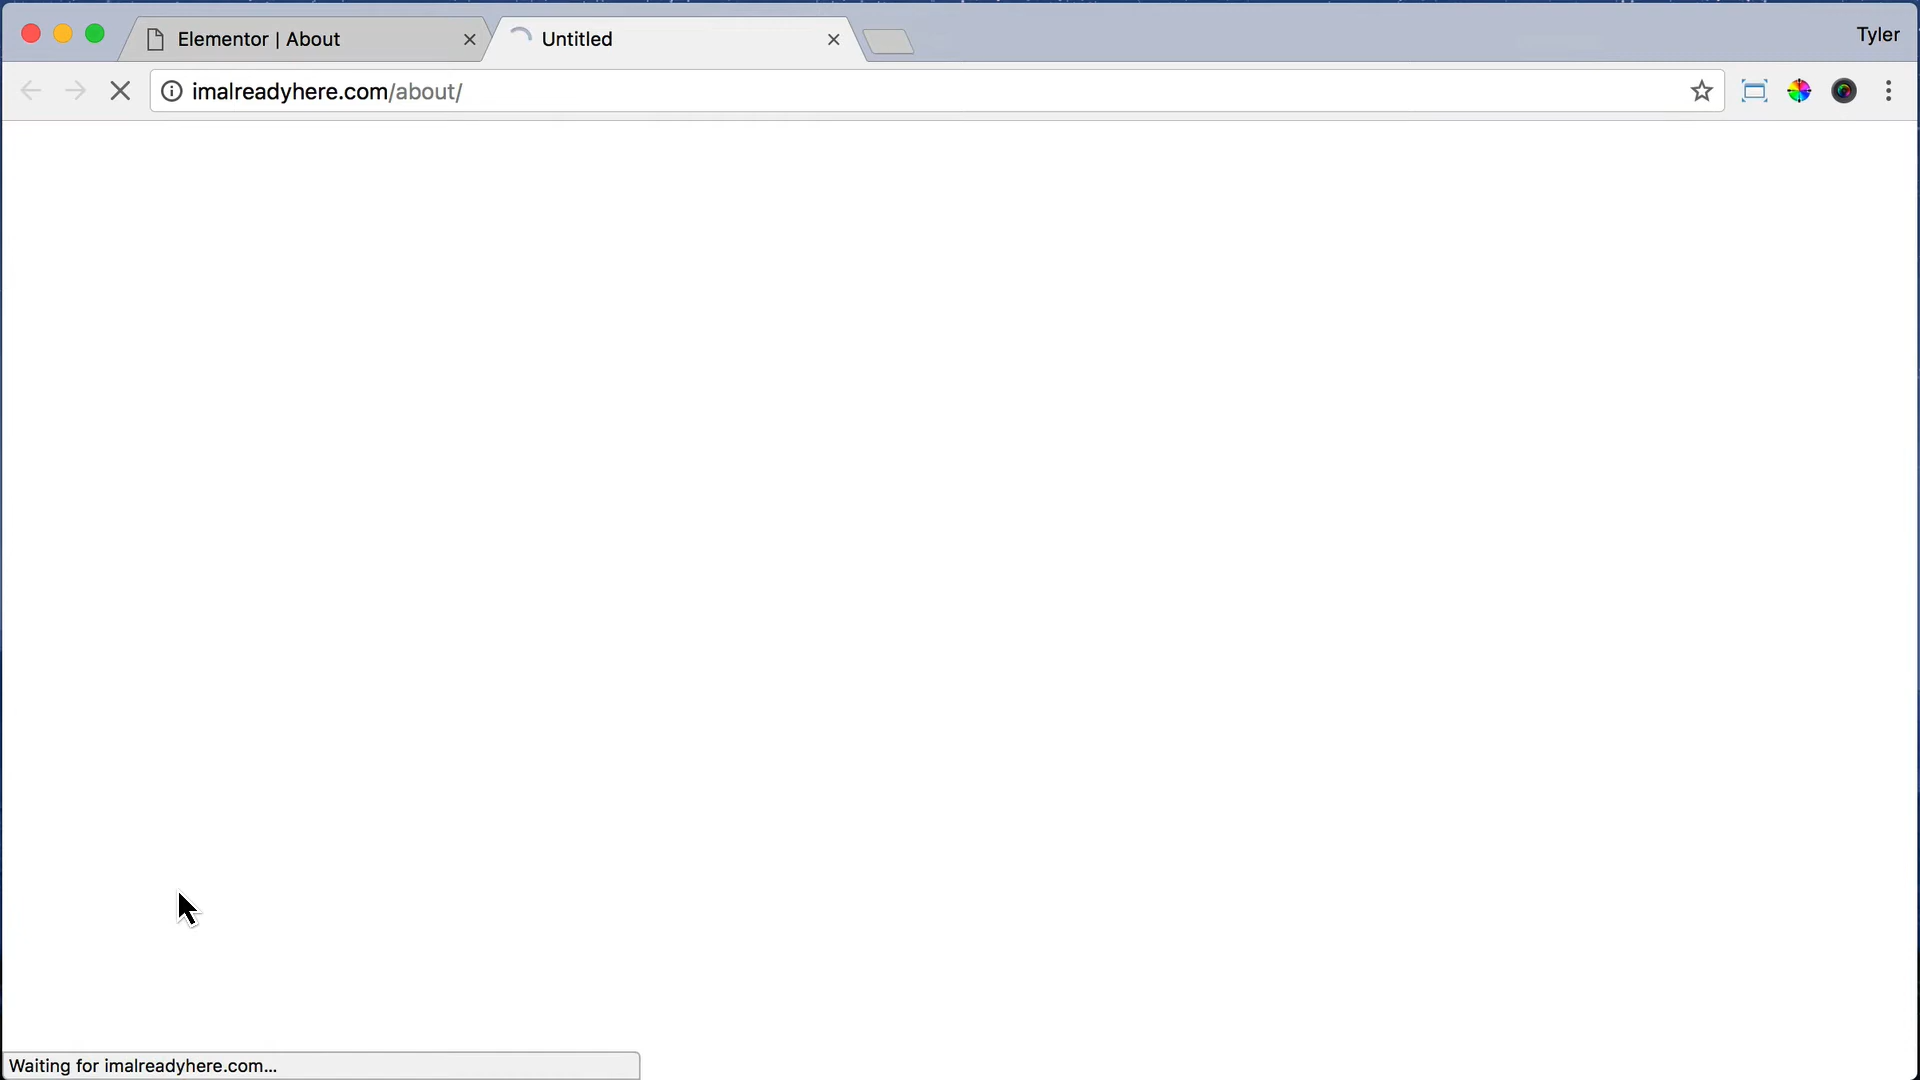 Elementor | About
Untitled
Tyler
imalreadyhere.com/about/
Waiting for imalreadyhere.com...